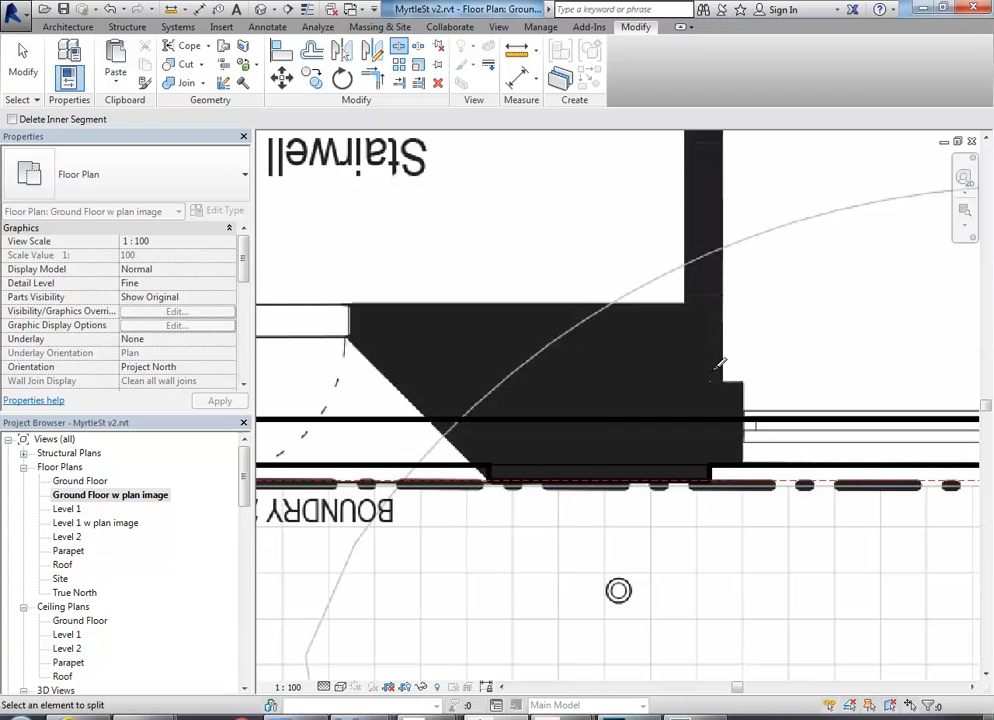 MyrtleSt v2.rvt - Floor Plan: Groun...
Type a keyword or phrase
Sign In
Architecture Structure Systems Insert Annotate Analyze Massing & Site Collaborate View Manage Add-Ins Modify
Modify
Paste
Cope
Cut
Join
Select Properties Clipboard Geometry Modify View Measure Create
Delete Inner Segment
Properties
Floor Plan
Floor Plan: Ground Floor w plan image
Edit Type
Graphics
View Scale 1 : 100
Scale Value 1: 100
Display Model Normal
Detail Level Fine
Parts Visibility Show Original
Visibility/Graphics Overri... Edit...
Graphic Display Options Edit...
Underlay None
Underlay Orientation Plan
Orientation Project North
Wall Join Display Clean all wall joins
Properties help
Apply
Project Browser - MyrtleSt v2.rvt
Views (all)
Structural Plans
Floor Plans
Ground Floor
Ground Floor w plan image
Level 1
Level 1 w plan image
Level 2
Parapet
Roof
Site
True North
Ceiling Plans
Ground Floor
Level 1
Level 2
Parapet
Roof
3D Views
Stairwell
BOUNDRY
2D
1 : 100
Select an element to split
:0
Main Model
:0